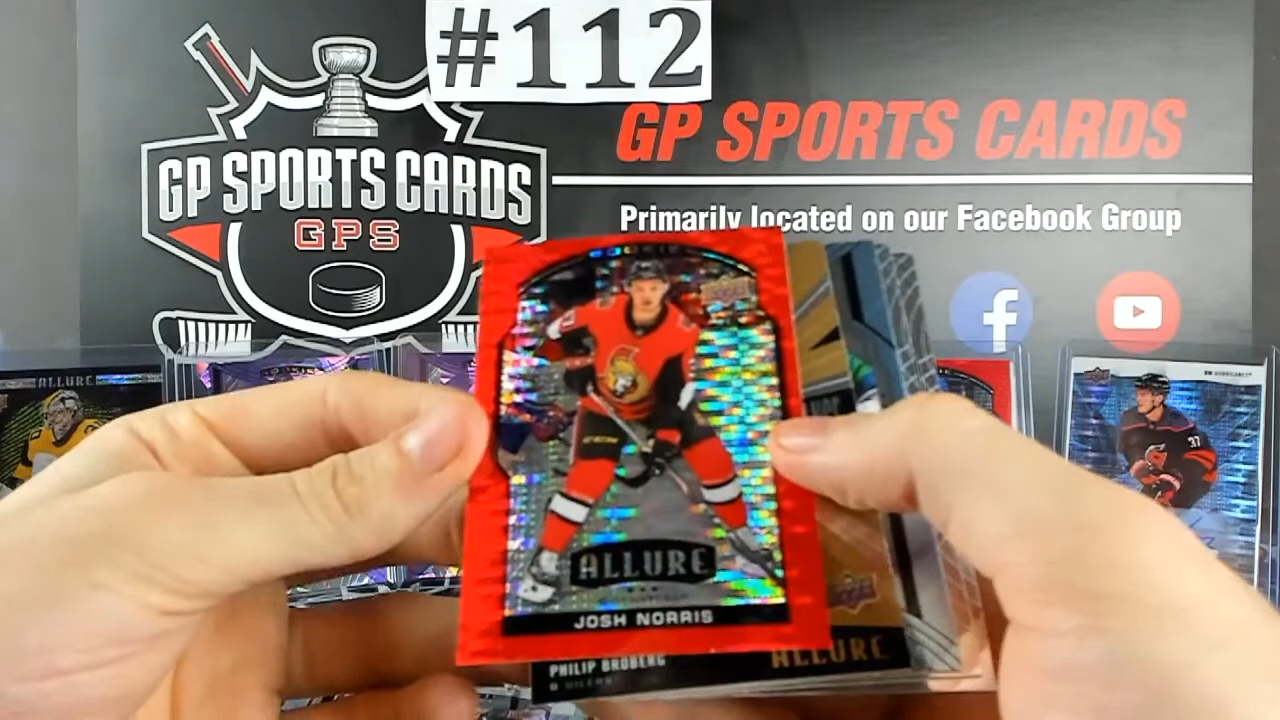 #112
GP SPORTS CARDS
GPS
GP SPORTS CARDS
Primarily located on our Facebook Group
ALLURE
37
ALLURE
JOSH NORRIS
PHILIP BROBERG
ALLURE